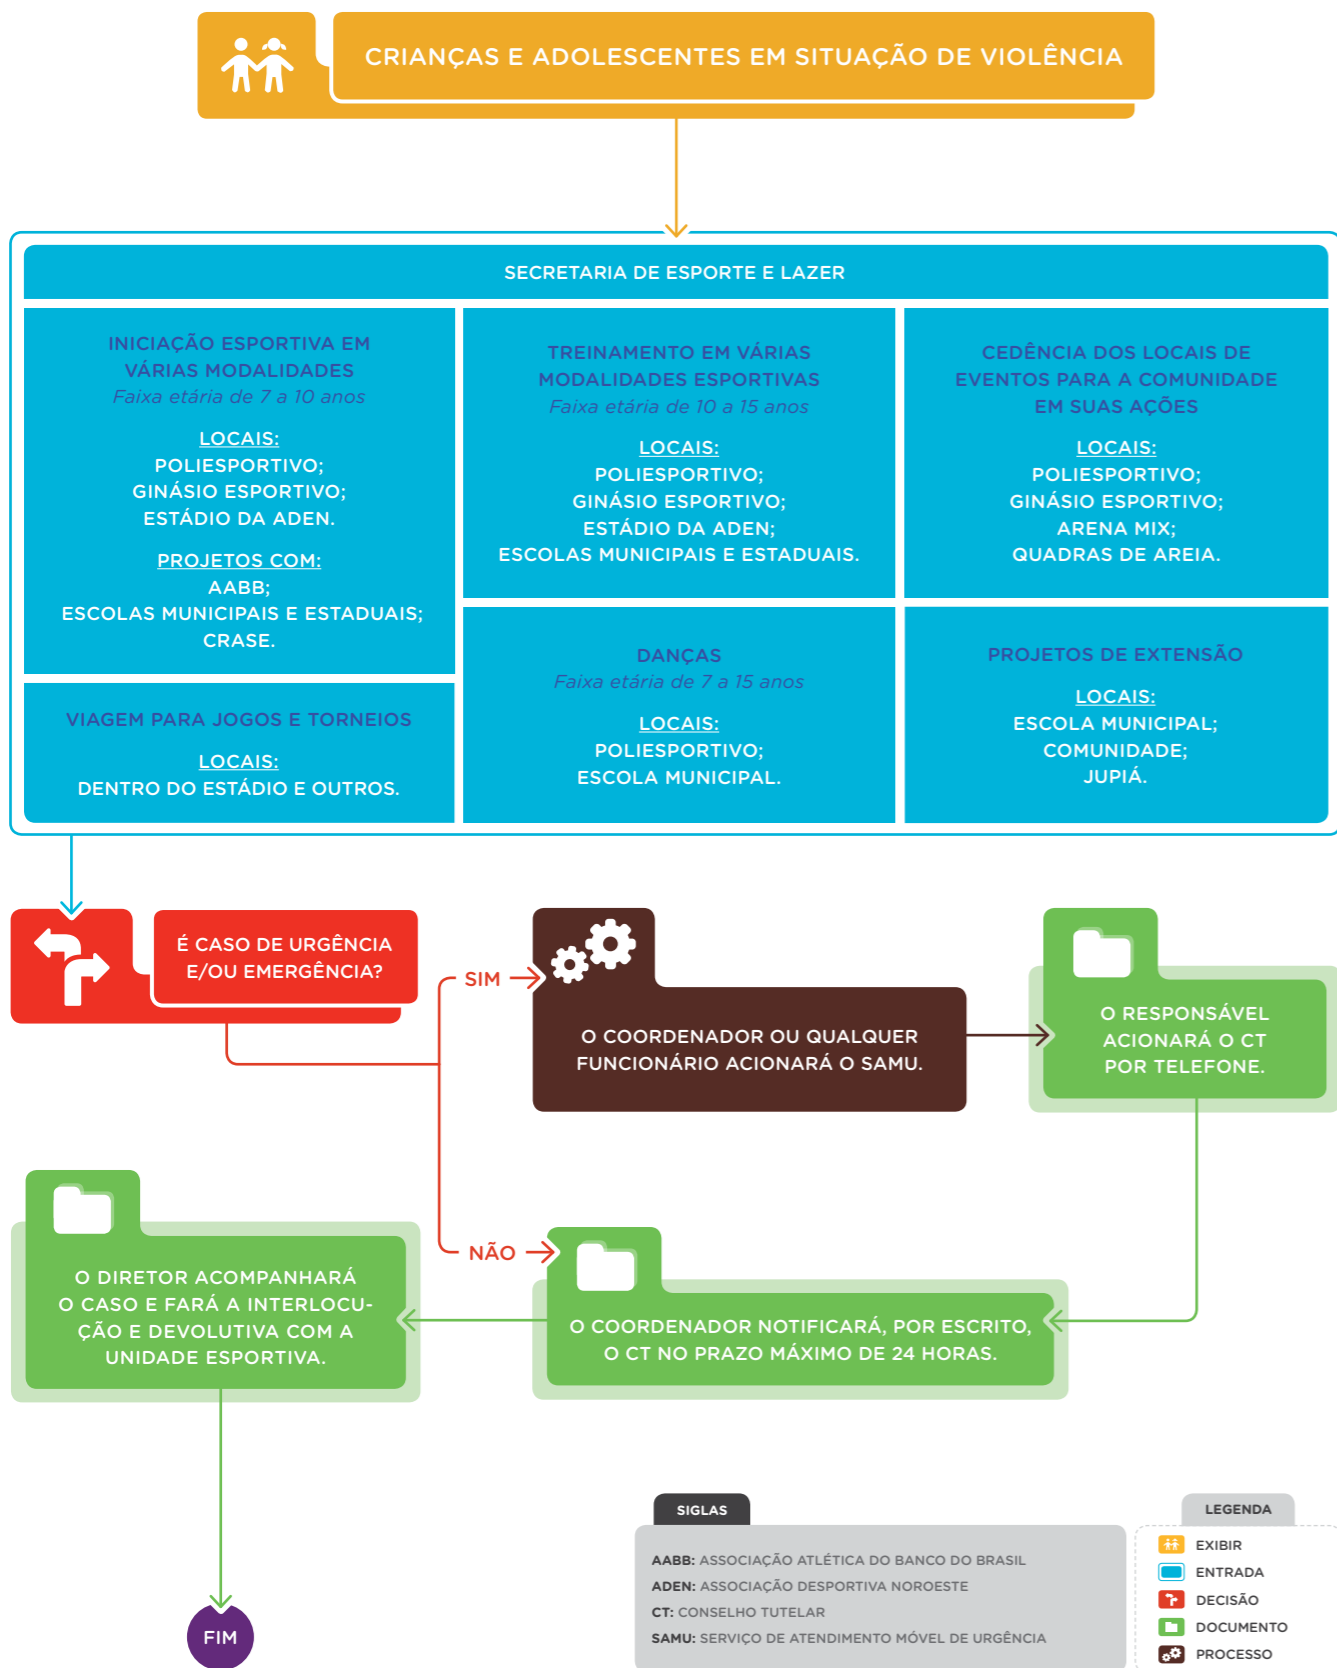 CRIANÇAS E ADOLESCENTES EM SITUAÇÃO DE VIOLÊNCIA
SECRETARIA DE ESPORTE E LAZER
INICIAÇÃO ESPORTIVA EM
VÁRIAS MODALIDADES
Faixa etária de 7 a 10 anos
LOCAIS:
POLIESPORTIVO;
GINÁSIO ESPORTIVO;
ESTÁDIO DA ADEN.
PROJETOS COM:
AABB;
ESCOLAS MUNICIPAIS E ESTADUAIS;
CRASE.
VIAGEM PARA JOGOS E TORNEIOS
LOCAIS:
DENTRO DO ESTÁDIO E OUTROS.
TREINAMENTO EM VÁRIAS
MODALIDADES ESPORTIVAS
Faixa etária de 10 a 15 anos
LOCAIS:
POLIESPORTIVO;
GINÁSIO ESPORTIVO;
ESTÁDIO DA ADEN;
ESCOLAS MUNICIPAIS E ESTADUAIS.
DANÇAS
Faixa etária de 7 a 15 anos
LOCAIS:
POLIESPORTIVO;
ESCOLA MUNICIPAL.
CEDÊNCIA DOS LOCAIS DE
EVENTOS PARA A COMUNIDADE
EM SUAS AÇÕES
LOCAIS:
POLIESPORTIVO;
GINÁSIO ESPORTIVO;
ARENA MIX;
QUADRAS DE AREIA.
PROJETOS DE EXTENSÃO
LOCAIS:
ESCOLA MUNICIPAL;
COMUNIDADE;
JUPIÁ.
É CASO DE URGÊNCIA
E/OU EMERGÊNCIA?
SIM
O COORDENADOR OU QUALQUER
FUNCIONÁRIO ACIONARÁ O SAMU.
O RESPONSÁVEL
ACIONARÁ O CT
POR TELEFONE.
NÃO
O COORDENADOR NOTIFICARÁ, POR ESCRITO,
O CT NO PRAZO MÁXIMO DE 24 HORAS.
O DIRETOR ACOMPANHARÁ
O CASO E FARÁ A INTERLOCU-
ÇÃO E DEVOLUTIVA COM A
UNIDADE ESPORTIVA.
FIM
SIGLAS
AABB: ASSOCIAÇÃO ATLÉTICA DO BANCO DO BRASIL
ADEN: ASSOCIAÇÃO DESPORTIVA NOROESTE
CT: CONSELHO TUTELAR
SAMU: SERVIÇO DE ATENDIMENTO MÓVEL DE URGÊNCIA
LEGENDA
EXIBIR
ENTRADA
DECISÃO
DOCUMENTO
PROCESSO